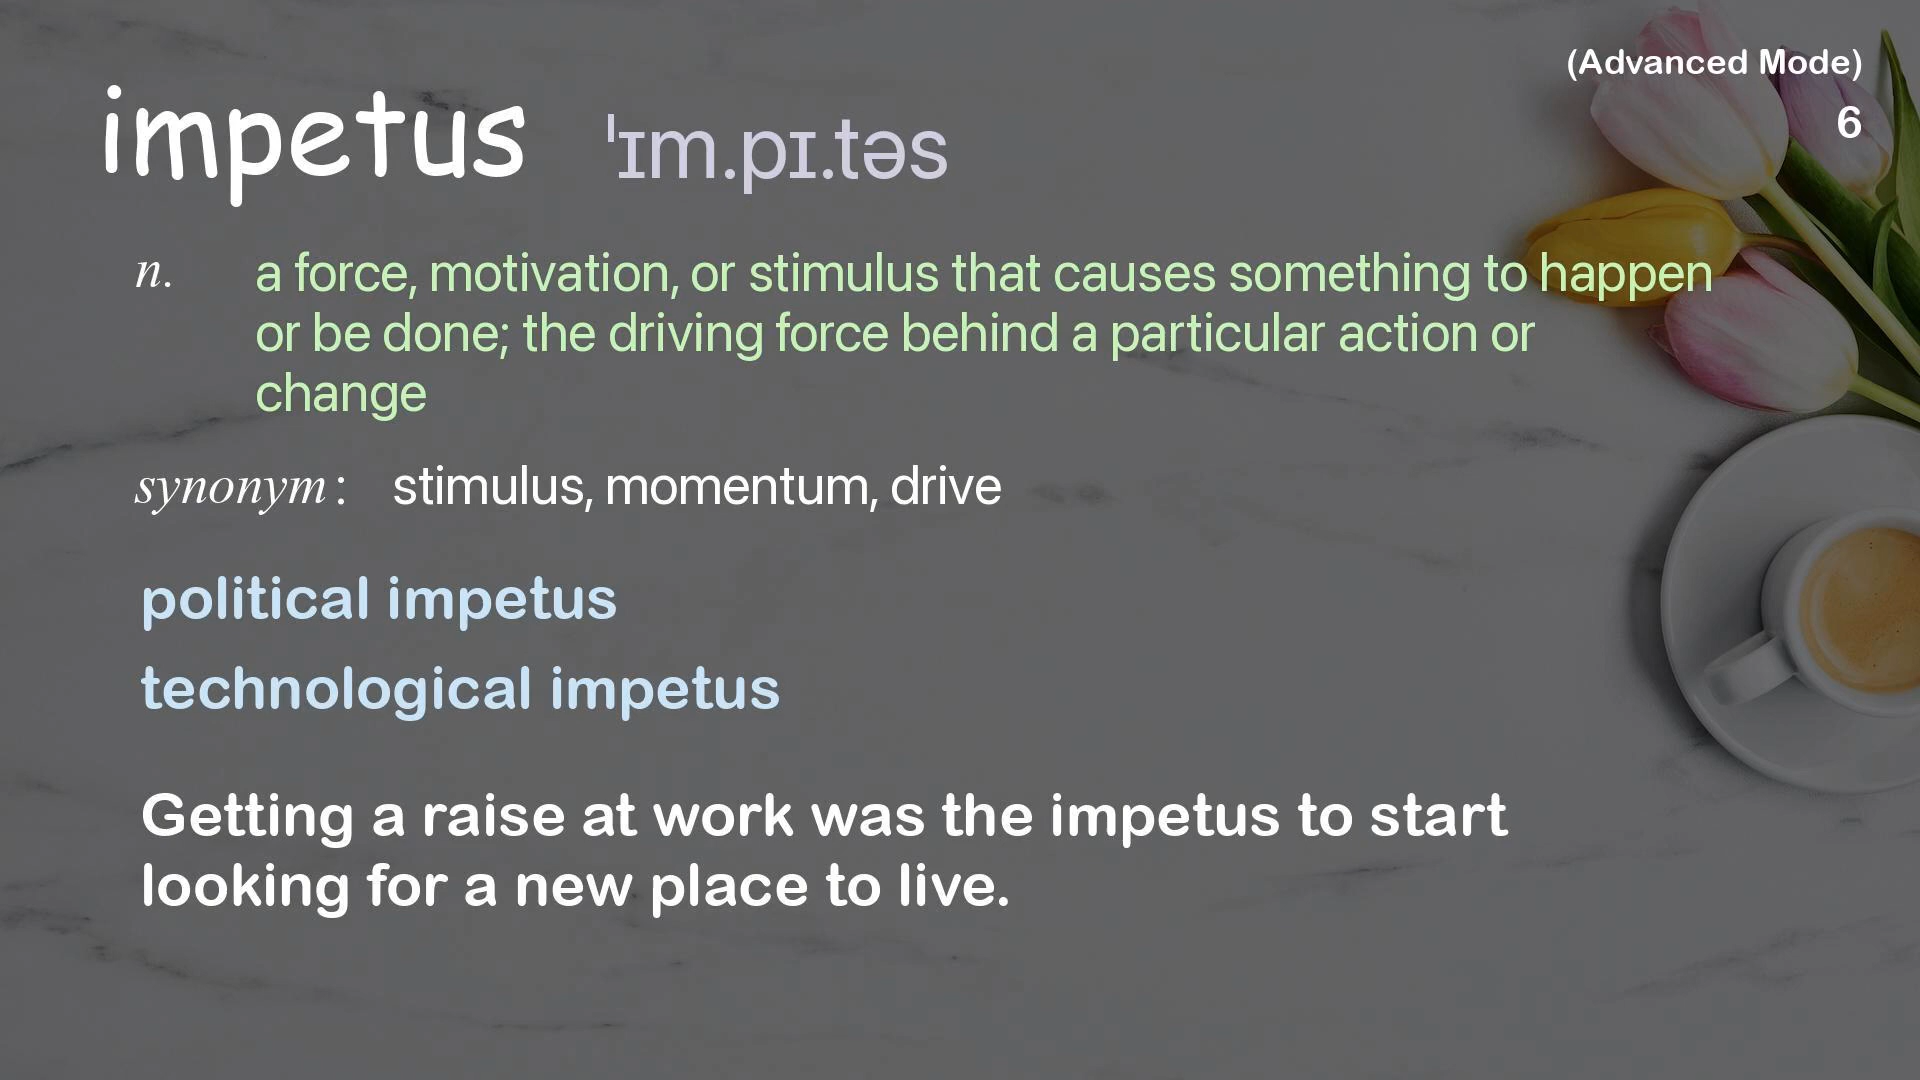 (Advanced Mode)
6
impetus ˈɪm.pɪ.təs
n. a force, motivation, or stimulus that causes something to happen
or be done; the driving force behind a particular action or
change
synonym: stimulus, momentum, drive
political impetus
technological impetus
Getting a raise at work was the impetus to start
looking for a new place to live.